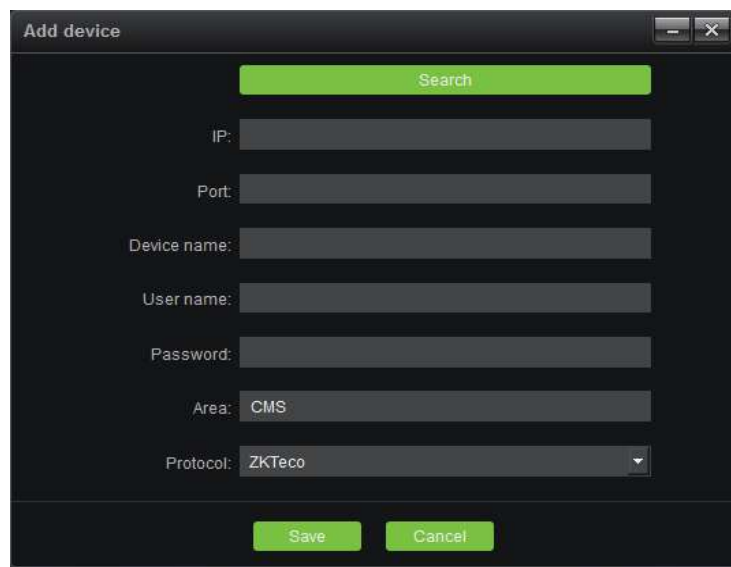 Add device
Search
IP:
Port:
Device name:
User name:
Password:
Area: CMS
Protocol: ZKTeco
Save Cancel